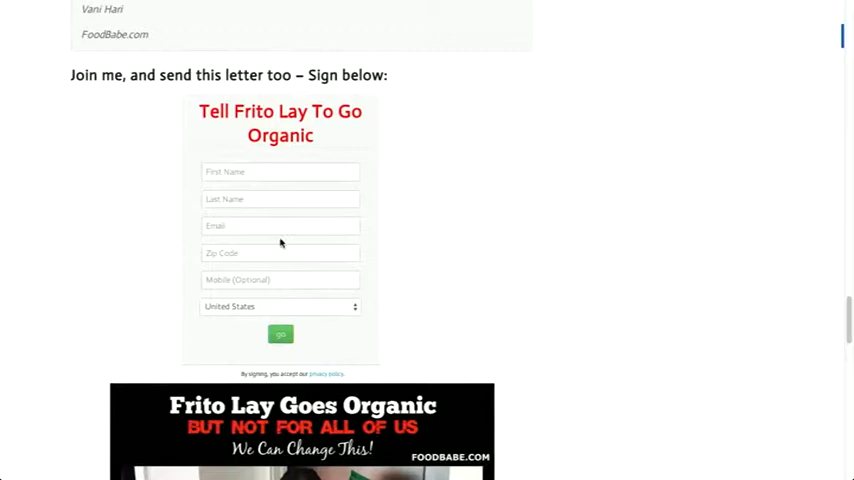 Vani Hari
FoodBabe.com
Join me, and send this letter too – Sign below:
Tell Frito Lay To Go
Organic
First Name
Last Name
Email
Zip Code
Mobile (Optional)
United States
go
By signing, you accept our privacy policy.
Frito Lay Goes Organic
BUT NOT FOR ALL OF US
We Can Change This!
FOODBABE.COM